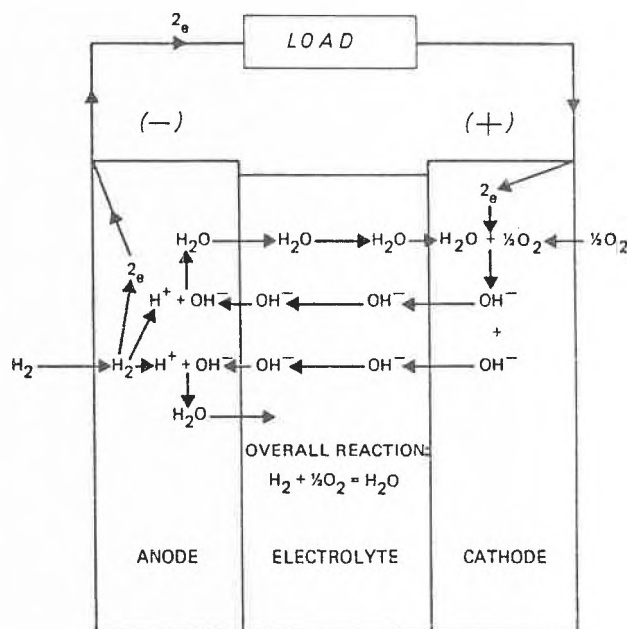 2e
LOAD
(−) (+)
2e
H₂O → H₂O → H₂O → H₂O + ½O₂ ← ½O₂
2e
H⁺ + OH⁻ ← OH⁻ ← OH⁻ ← OH⁻
+
H₂ → H₂ → H⁺ + OH⁻ ← OH⁻ ← OH⁻ ← OH⁻
H₂O →
OVERALL REACTION:
H₂ + ½O₂ = H₂O
ANODE ELECTROLYTE CATHODE